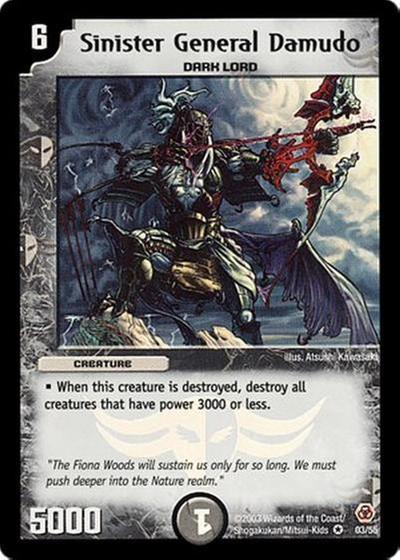 6 Sinister General Damudo
DARK LORD
illus. Atsushi Kawasaki
CREATURE
▪ When this creature is destroyed, destroy all
creatures that have power 3000 or less.
"The Fiona Woods will sustain us only for so long. We must
push deeper into the Nature realm."
5000
1
©2003 Wizards of the Coast/
Shogakukan/Mitsui-Kids ✪ 03/55